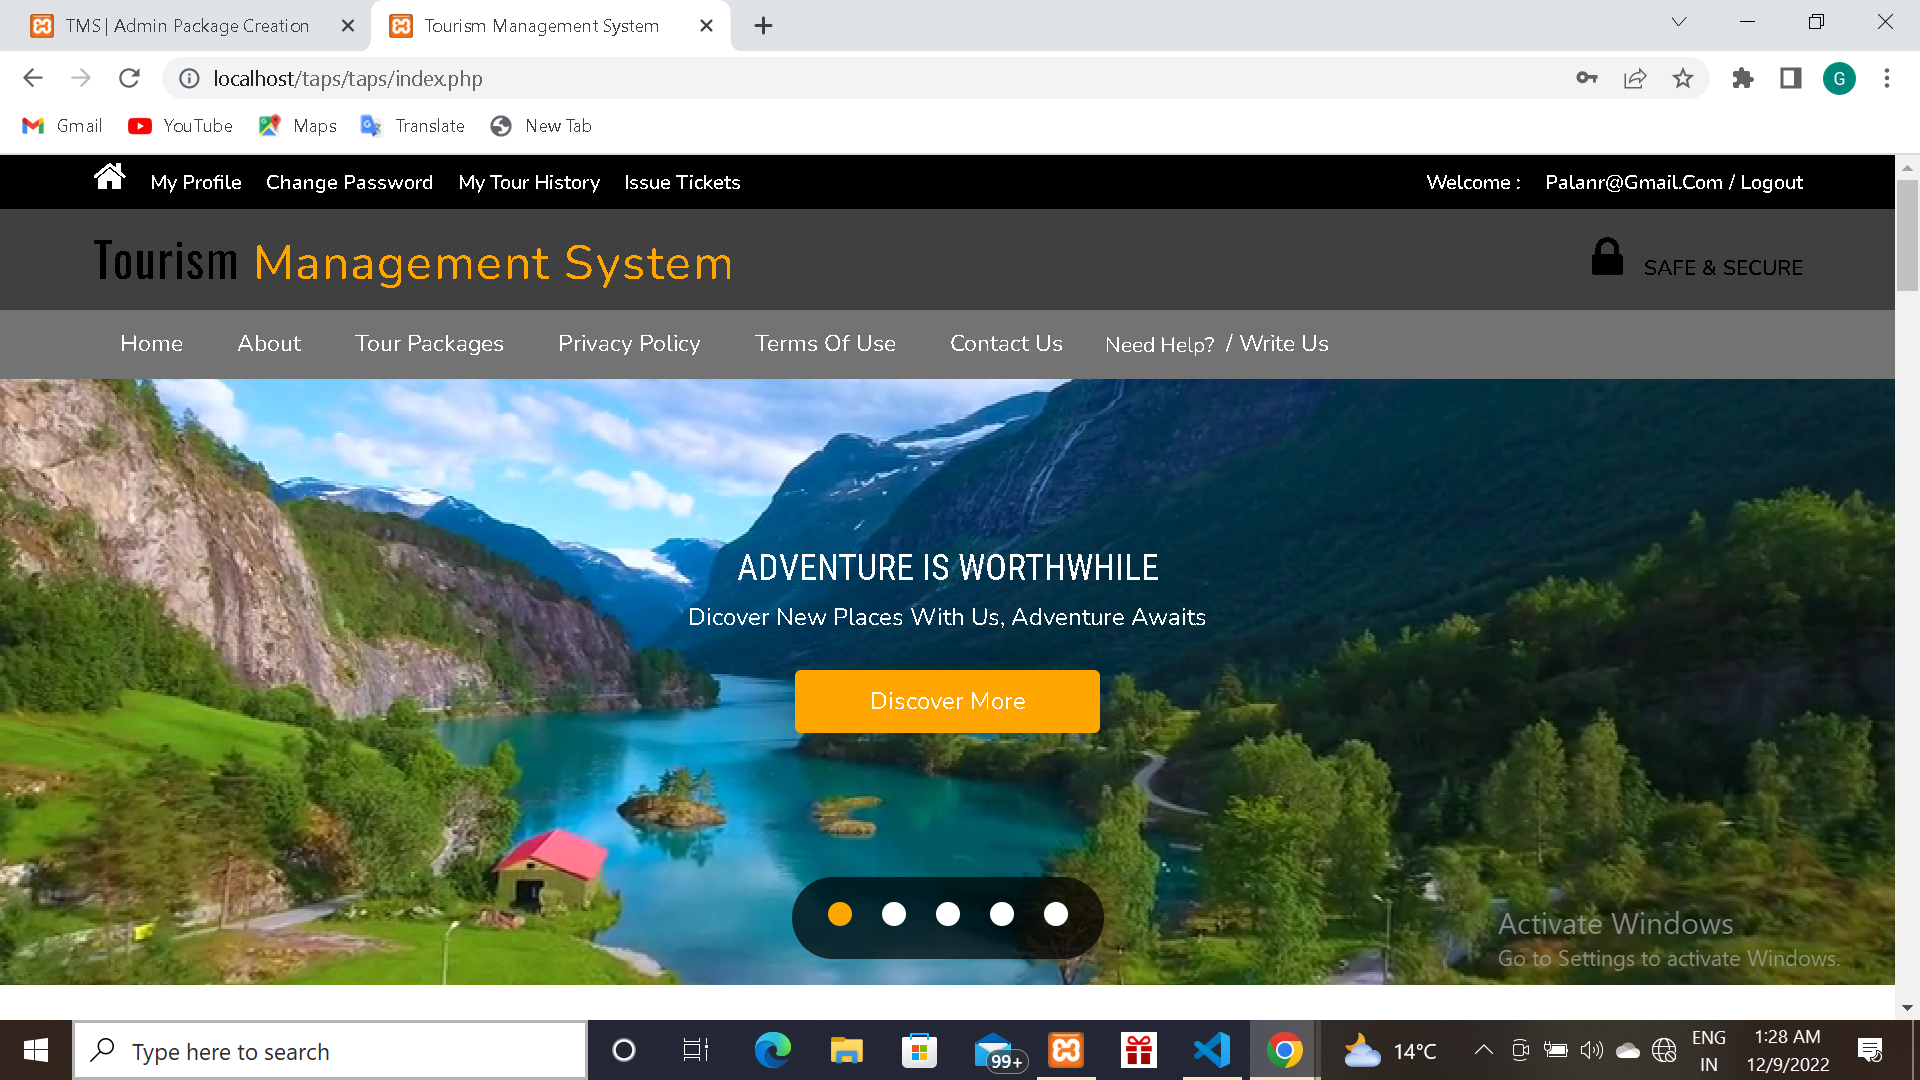 TMS | Admin Package Creation
Tourism Management System
localhost/taps/taps/index.php
G
Gmail YouTube Maps Translate New Tab
My Profile Change Password My Tour History Issue Tickets Welcome : Palanr@Gmail.Com / Logout
Tourism Management System SAFE & SECURE
Home About Tour Packages Privacy Policy Terms Of Use Contact Us Need Help? / Write Us
ADVENTURE IS WORTHWHILE
Dicover New Places With Us, Adventure Awaits
Discover More
Activate Windows
Go to Settings to activate Windows.
Type here to search
99+
14°C
ENG
IN
1:28 AM
12/9/2022